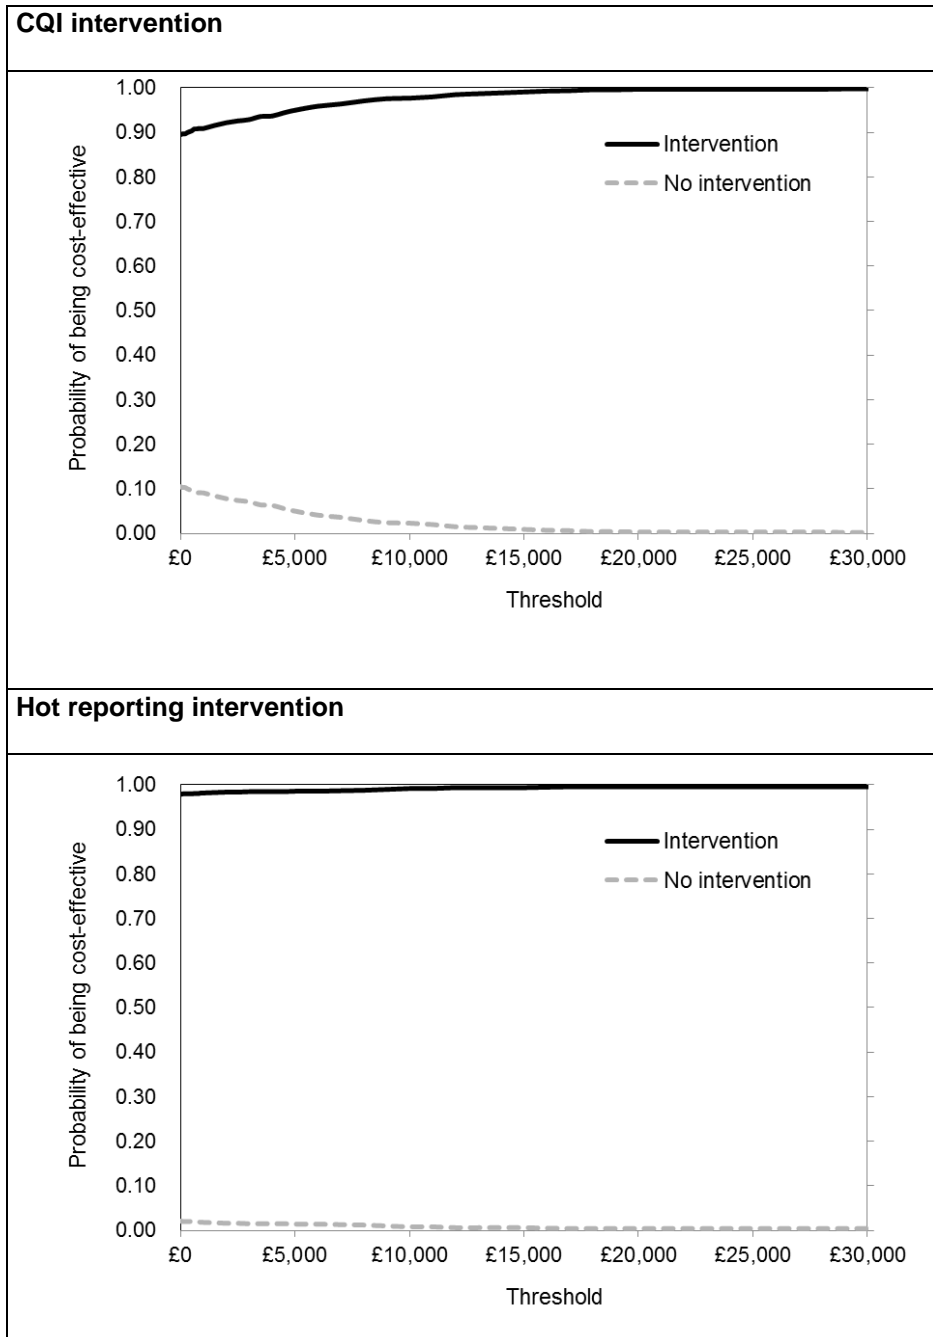 CQI intervention
1.00
0.90
0.80
0.70
0.60
0.50
0.40
0.30
0.20
0.10
0.00
Probability of being cost-effective
Intervention
No intervention
£0 £5,000 £10,000 £15,000 £20,000 £25,000 £30,000
Threshold
Hot reporting intervention
1.00
0.90
0.80
0.70
0.60
0.50
0.40
0.30
0.20
0.10
0.00
Probability of being cost-effective
Intervention
No intervention
£0 £5,000 £10,000 £15,000 £20,000 £25,000 £30,000
Threshold